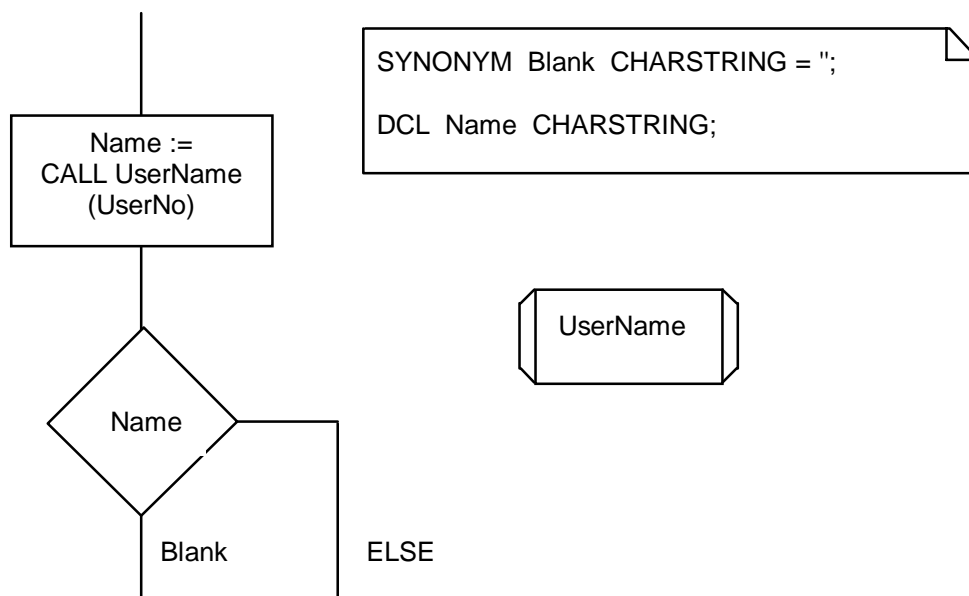 SYNONYM Blank CHARSTRING = '';
DCL Name CHARSTRING;
Name :=
CALL UserName
(UserNo)
UserName
Name
Blank
ELSE